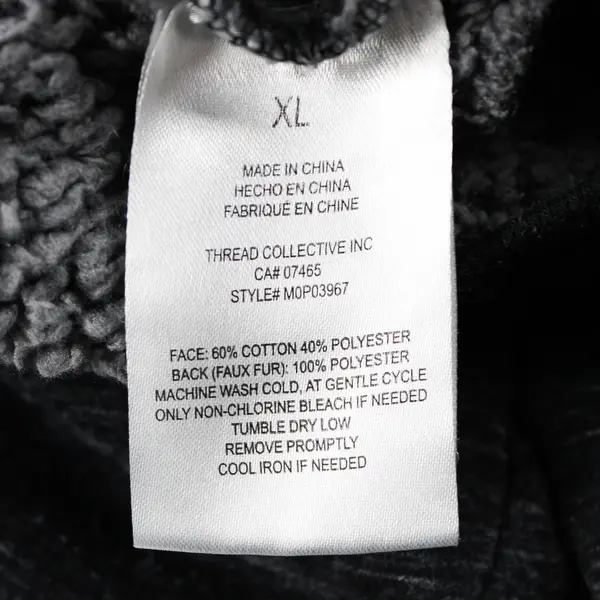 XL
MADE IN CHINA
HECHO EN CHINA
FABRIQUÉ EN CHINE
THREAD COLLECTIVE INC
CA# 07465
STYLE# M0P03967
FACE: 60% COTTON 40% POLYESTER
BACK (FAUX FUR): 100% POLYESTER
MACHINE WASH COLD, AT GENTLE CYCLE
ONLY NON-CHLORINE BLEACH IF NEEDED
TUMBLE DRY LOW
REMOVE PROMPTLY
COOL IRON IF NEEDED